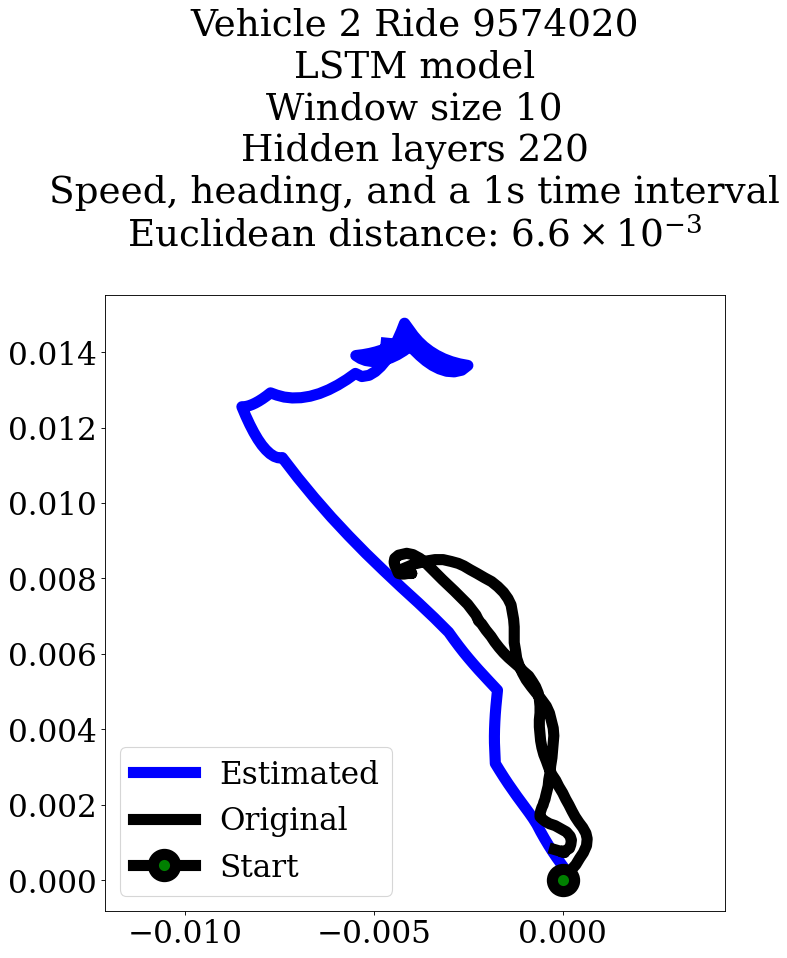 Vehicle 2 Ride 9574020
LSTM model
Window size 10
Hidden layers 220
Speed, heading, and a 1s time interval
Euclidean distance: 6.6 × 10⁻³
0.014
0.012
0.010
0.008
0.006
0.004
0.002
0.000
Estimated
Original
Start
−0.010 −0.005 0.000